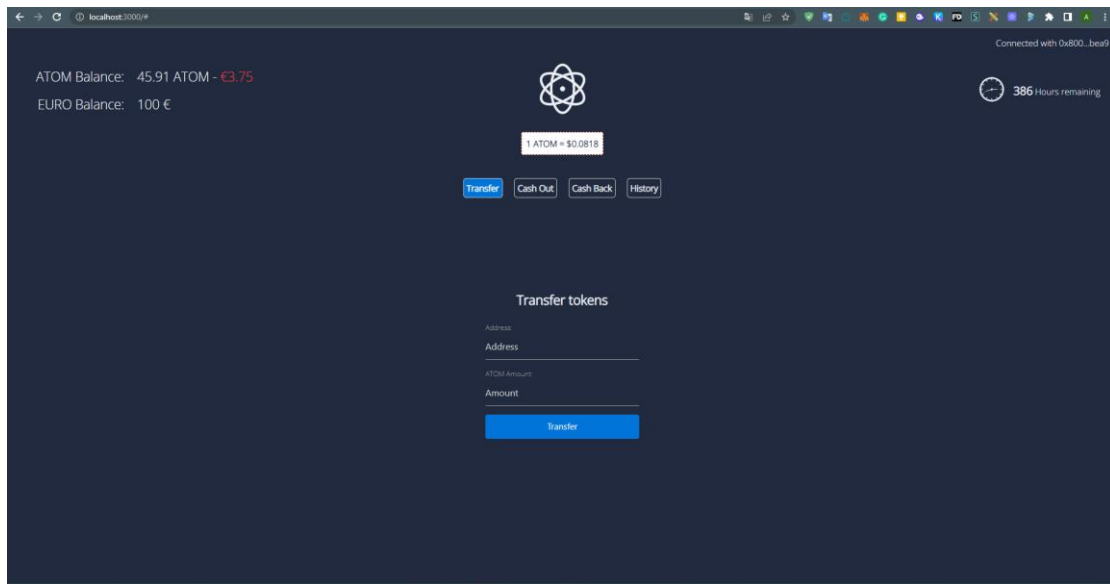 localhost:3000/#
Connected with 0x800...bea9
ATOM Balance: 45.91 ATOM - €3.75
EURO Balance: 100 €
386 Hours remaining
1 ATOM = $0.0818
Transfer Cash Out Cash Back History
Transfer tokens
Address:
Address
ATOM Amount:
Amount
Transfer